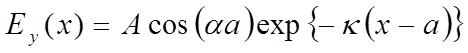 E_y(x) = A cos(αa)exp{−κ(x − a)}